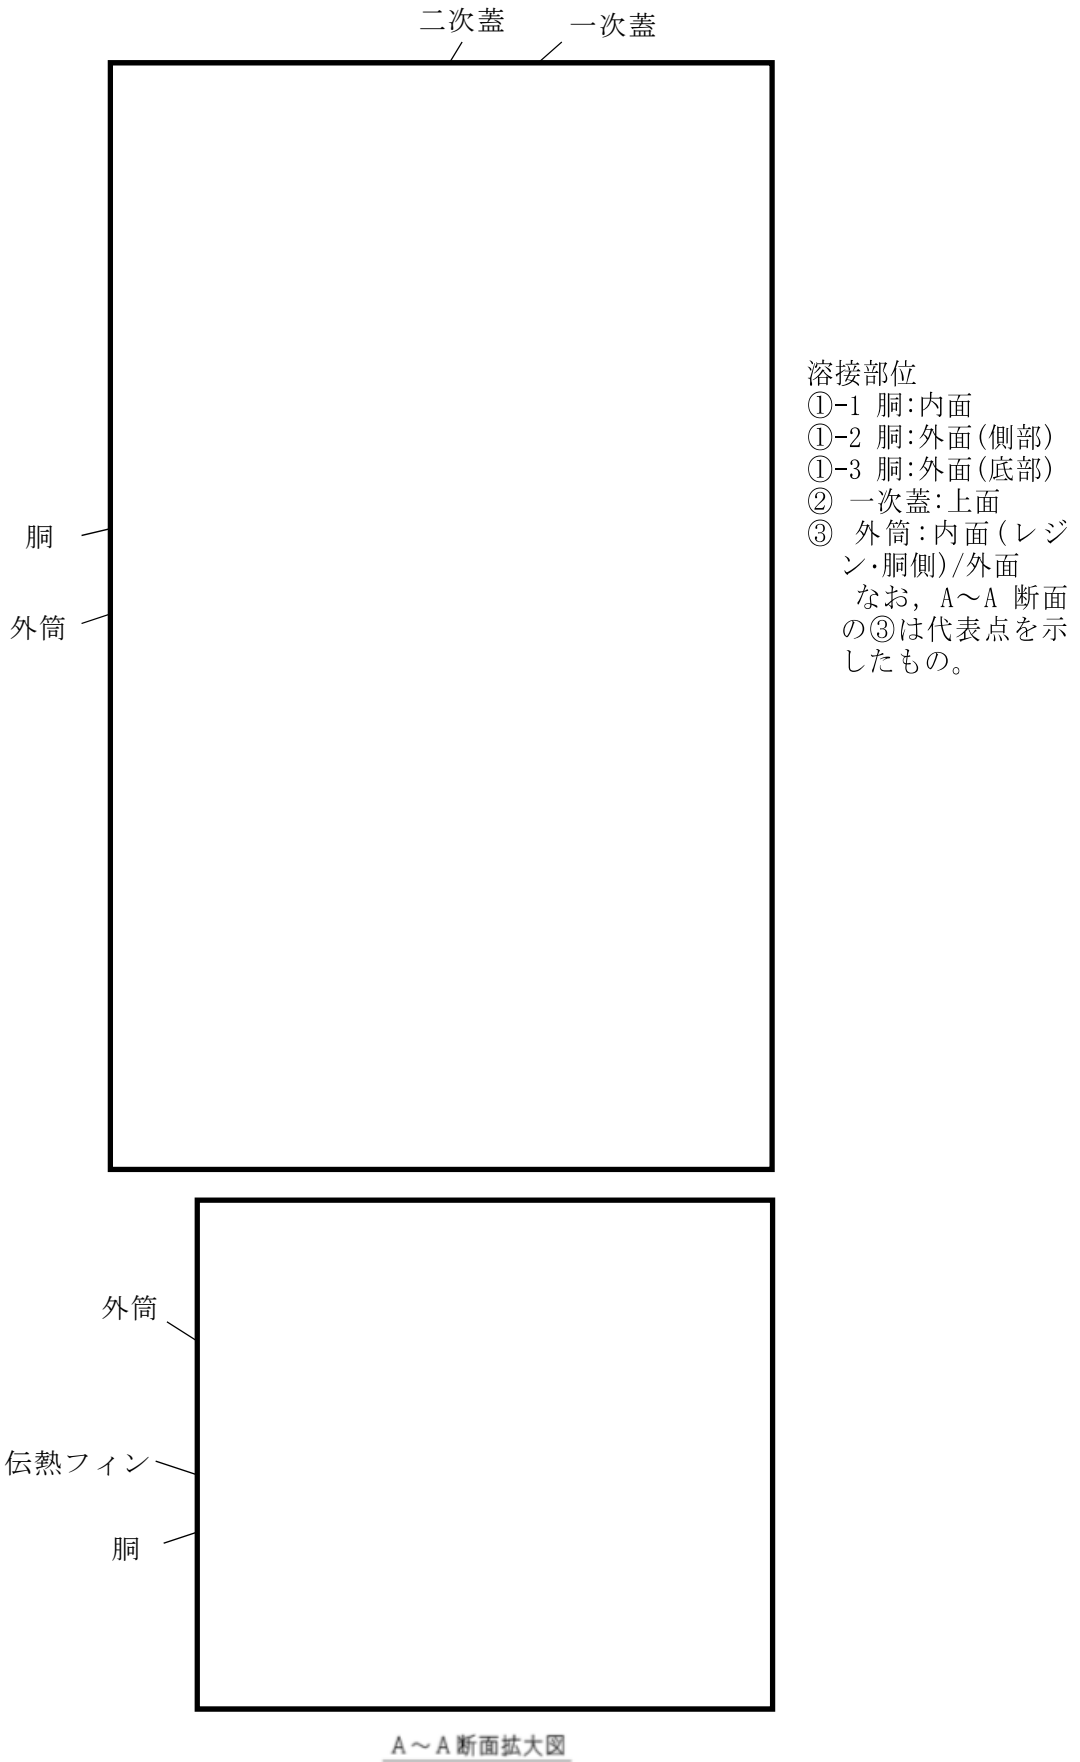 二次蓋
一次蓋
溶接部位
①-1 胴:内面
①-2 胴:外面(側部)
①-3 胴:外面(底部)
② 一次蓋:上面
③ 外筒:内面(レジ
ン・胴側)/外面
なお, A～A 断面
の③は代表点を示
したもの。
胴
外筒
外筒
伝熱フィン
胴
A～A断面拡大図